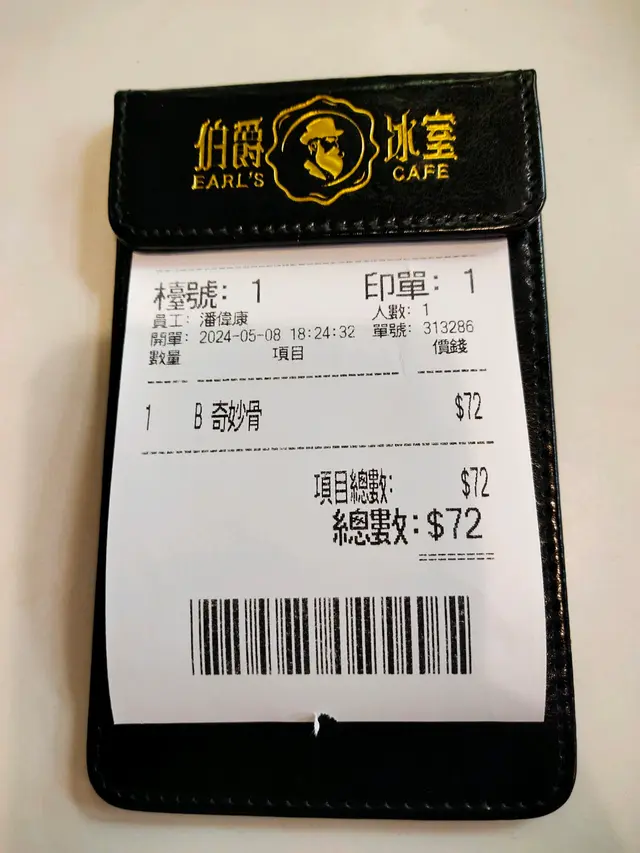 伯爵冰室
EARL'S CAFE
檯號: 1 印單: 1
員工: 潘偉康 人數: 1
開單: 2024-05-08 18:24:32 單號: 313286
數量 項目 價錢
1 B 奇妙骨 $72
項目總數: $72
總數: $72